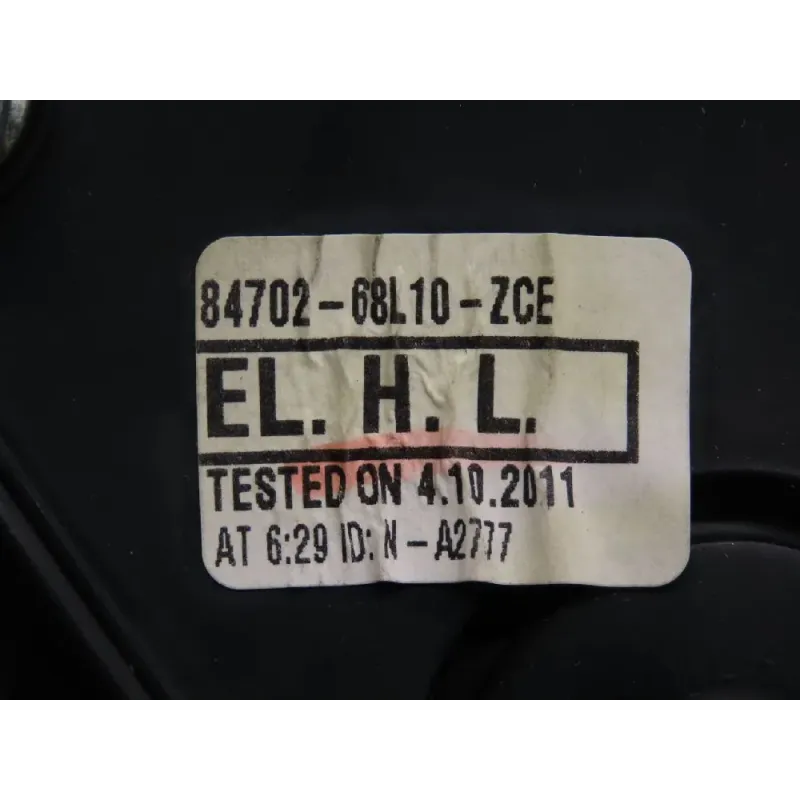 84702-68L10-ZCE
EL. H. L.
TESTED ON 4.10.2011
AT 6:29 ID: N-A2777